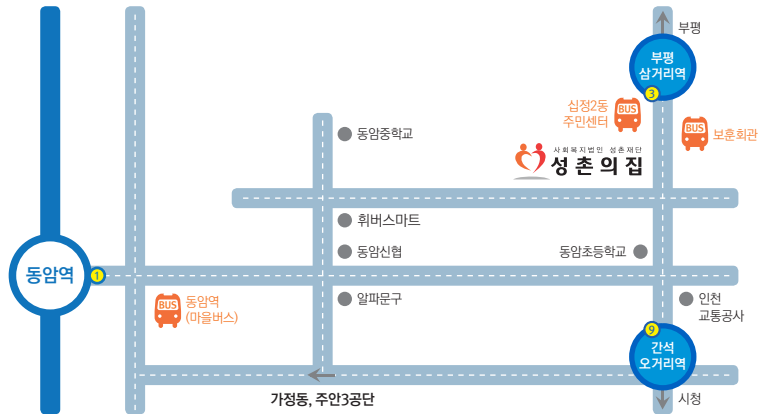 부평
부평
삼거리역
3
십정2동
주민센터
BUS
BUS
보훈회관
동암중학교
사회복지법인 성촌재단
성촌의집
휘버스마트
동암신협
동암초등학교
동암역
1
BUS
동암역
(마을버스)
알파문구
인천
교통공사
9
간석
오거리역
가정동, 주안3공단
시청